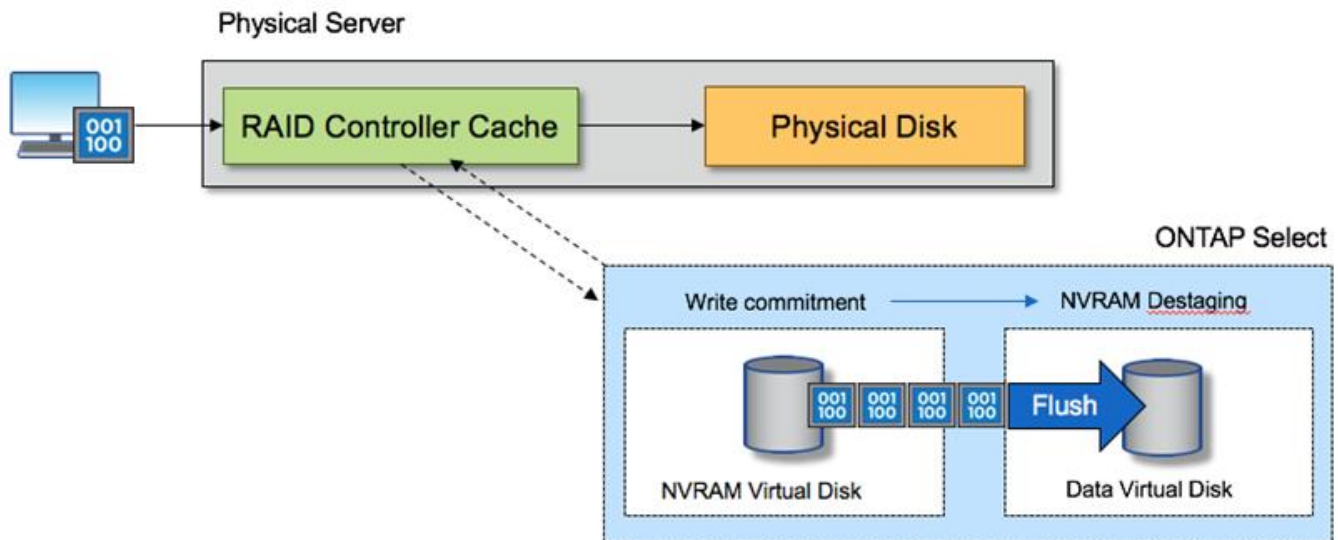 Physical Server
001
100
RAID Controller Cache
Physical Disk
ONTAP Select
Write commitment
NVRAM Destaging
001
100
001
100
001
100
001
100
Flush
NVRAM Virtual Disk
Data Virtual Disk